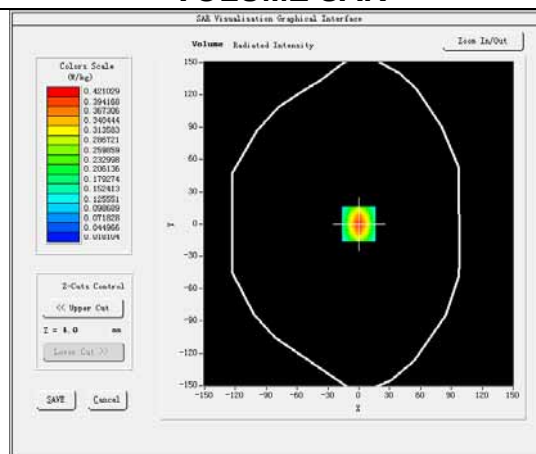 VOLUME SAR
SAR Visualisation Graphical Interface
Volume Radiated Intensity
Zoom In/Out
Colors Scale
(W/kg)
0.421029
0.394168
0.367306
0.340444
0.313583
0.286721
0.259859
0.232998
0.206136
0.179274
0.152413
0.125551
0.098689
0.071828
0.044966
0.018104
Z-Cuts Control
<< Upper Cut
Z = 4.0 mm
Lower Cut >>
SAVE
Cancel
Y
150
120
90
60
30
0
-30
-60
-90
-120
-150
-150 -120 -90 -60 -30 0 30 60 90 120 150
X